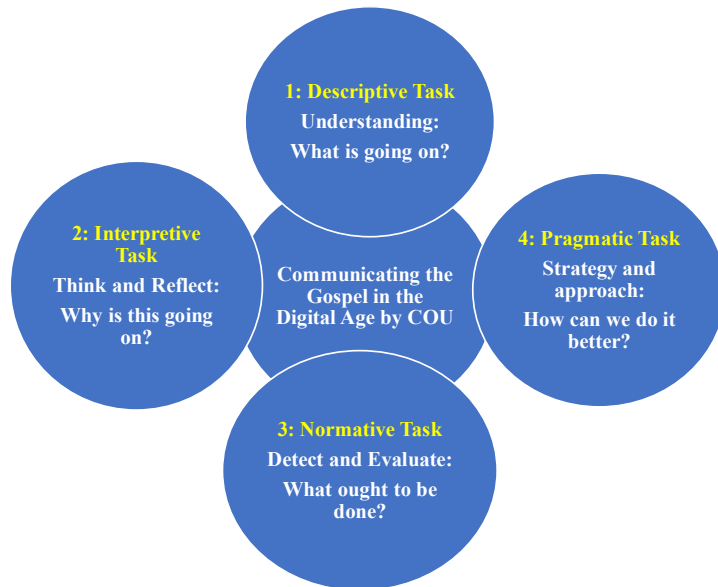 1: Descriptive Task
Understanding:
What is going on?
2: Interpretive
Task
Think and Reflect:
Why is this going
on?
Communicating the
Gospel in the
Digital Age by COU
4: Pragmatic Task
Strategy and
approach:
How can we do it
better?
3: Normative Task
Detect and Evaluate:
What ought to be
done?